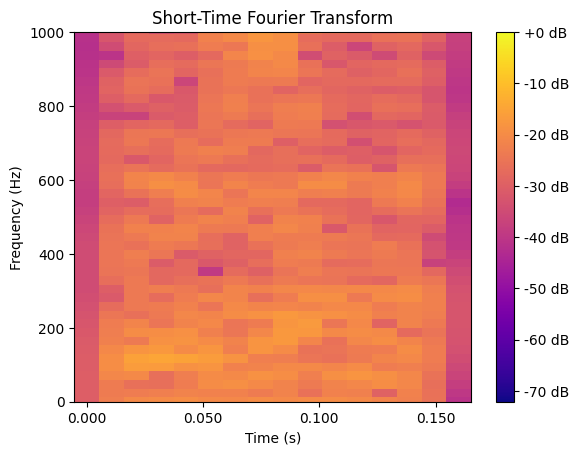 Short-Time Fourier Transform
Frequency (Hz)
1000
800
600
400
200
0
0.000
0.050
0.100
0.150
Time (s)
+0 dB
-10 dB
-20 dB
-30 dB
-40 dB
-50 dB
-60 dB
-70 dB